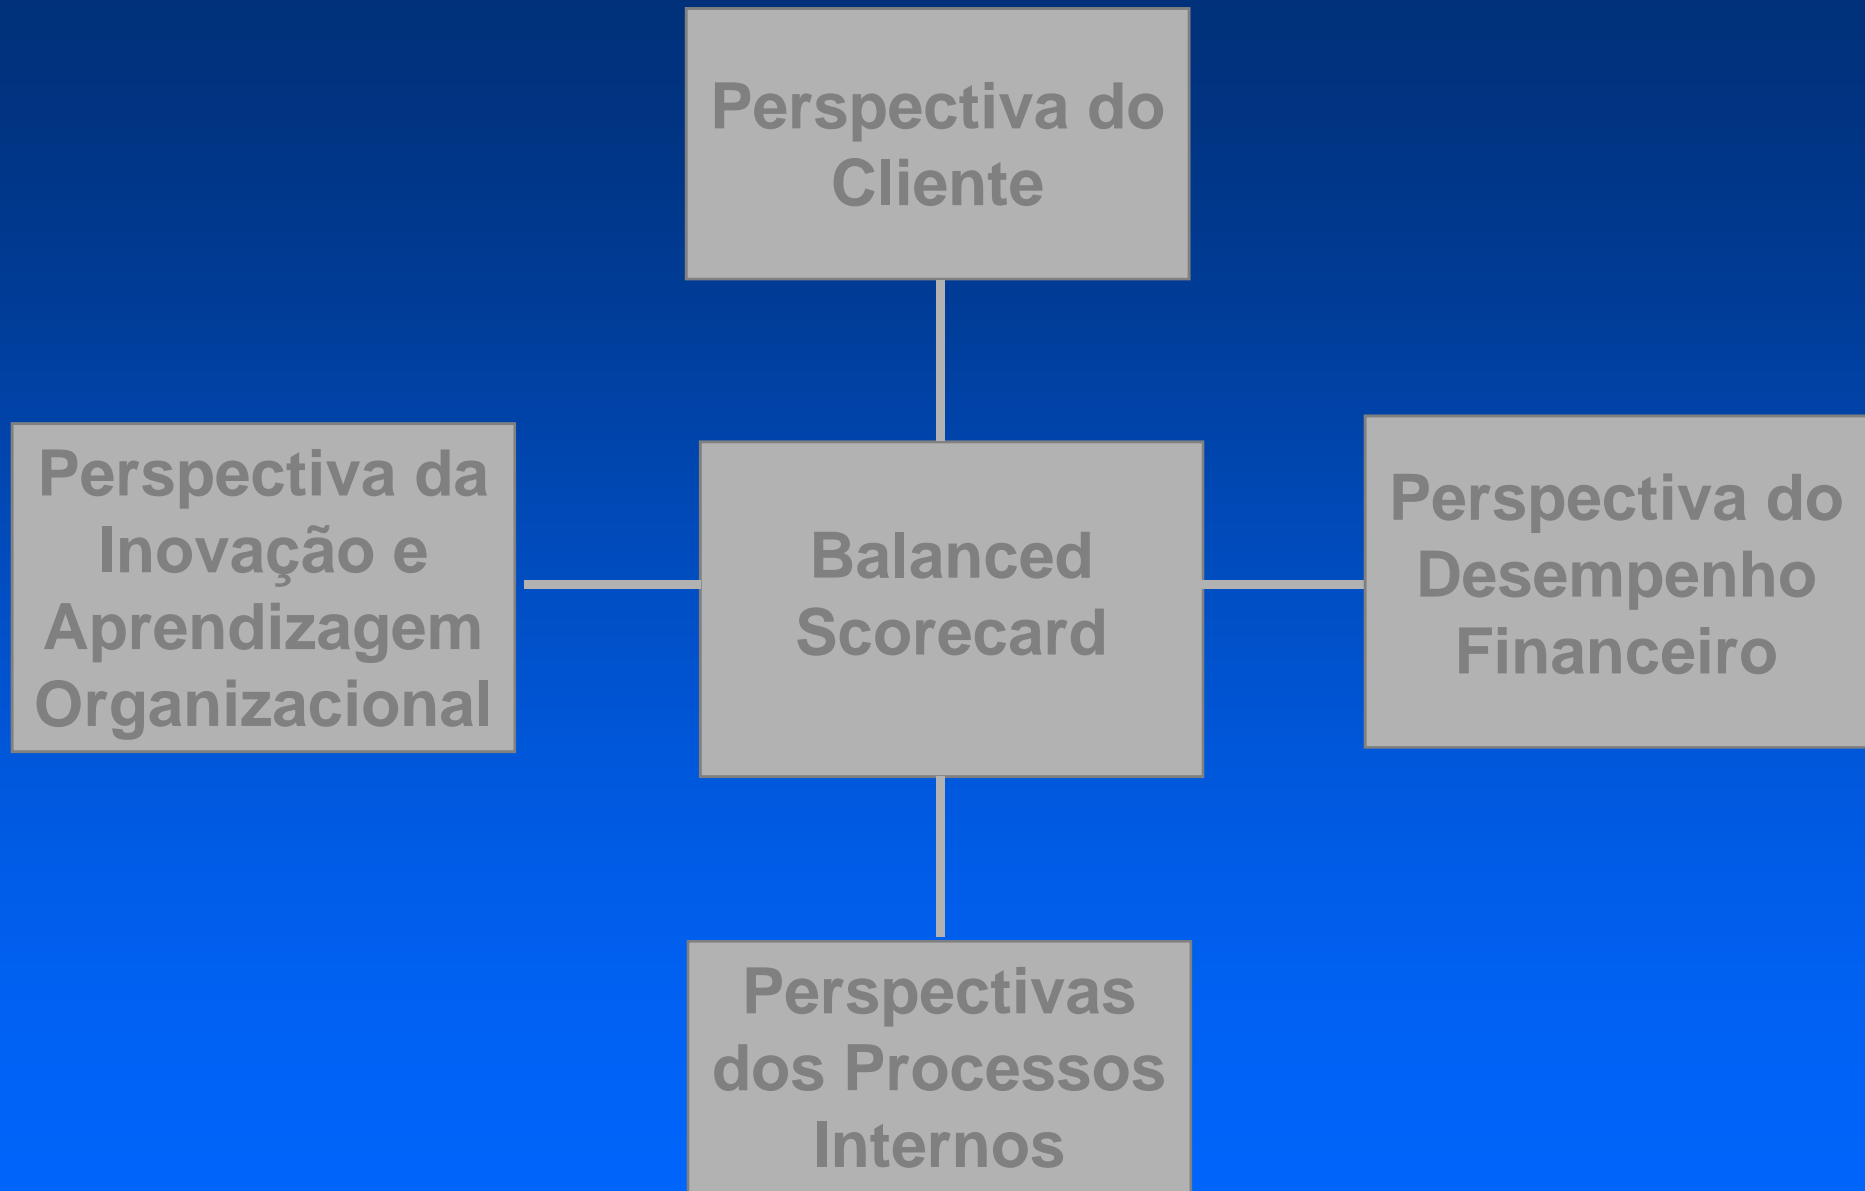 Perspectiva do
Cliente
Perspectiva da
Inovação e
Aprendizagem
Organizacional
Balanced
Scorecard
Perspectiva do
Desempenho
Financeiro
Perspectivas
dos Processos
Internos